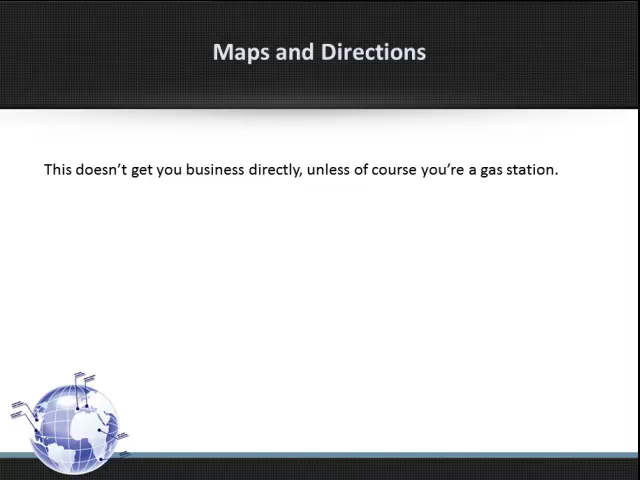 Maps and Directions
This doesn’t get you business directly, unless of course you’re a gas station.